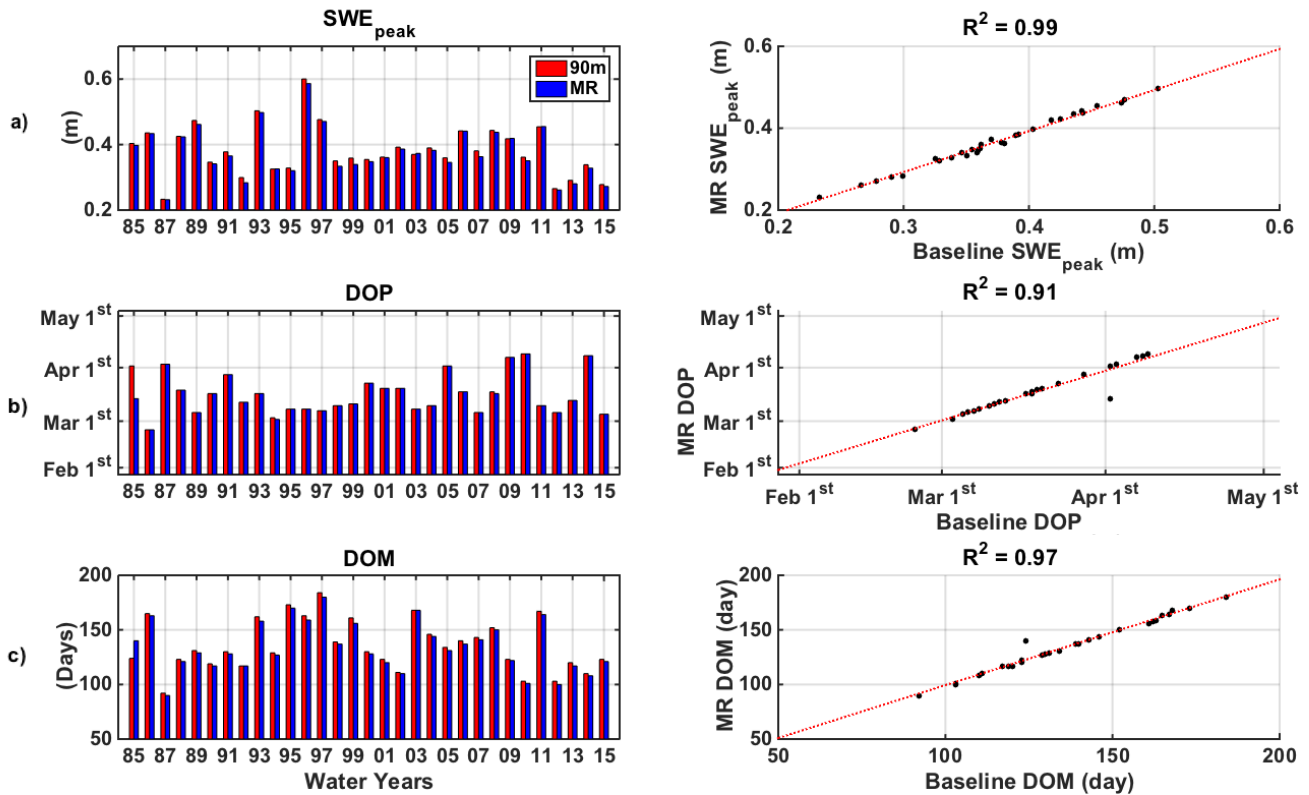 SWEpeak
a)
(m)
0.6
0.4
0.2
90m
MR
85 87 89 91 93 95 97 99 01 03 05 07 09 11 13 15
R² = 0.99
MR SWEpeak (m)
0.6
0.4
0.2
0.2 0.3 0.4 0.5 0.6
Baseline SWEpeak (m)
DOP
b)
May 1st
Apr 1st
Mar 1st
Feb 1st
85 87 89 91 93 95 97 99 01 03 05 07 09 11 13 15
R² = 0.91
MR DOP
May 1st
Apr 1st
Mar 1st
Feb 1st
Feb 1st Mar 1st Apr 1st May 1st
Baseline DOP
DOM
c)
(Days)
200
150
100
50
85 87 89 91 93 95 97 99 01 03 05 07 09 11 13 15
Water Years
R² = 0.97
MR DOM (day)
200
150
100
50
50 100 150 200
Baseline DOM (day)